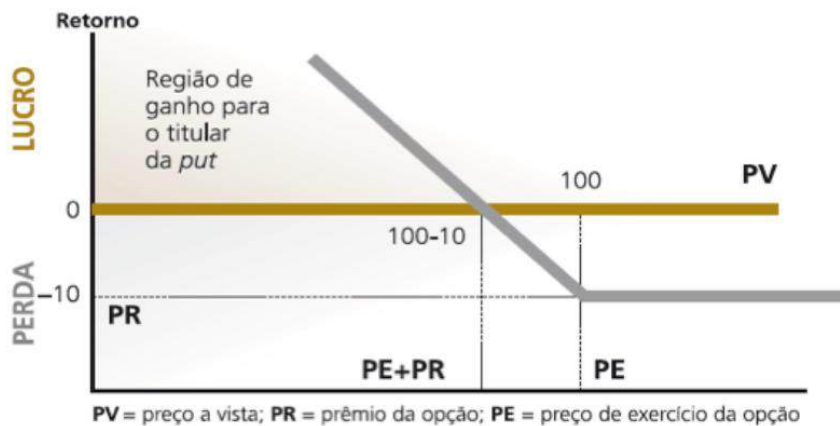 Retorno
LUCRO
Região de
ganho para
o titular
da put
100
PV
0
100-10
PERDA
–10
PR
PE+PR
PE
PV = preço a vista; PR = prêmio da opção; PE = preço de exercício da opção